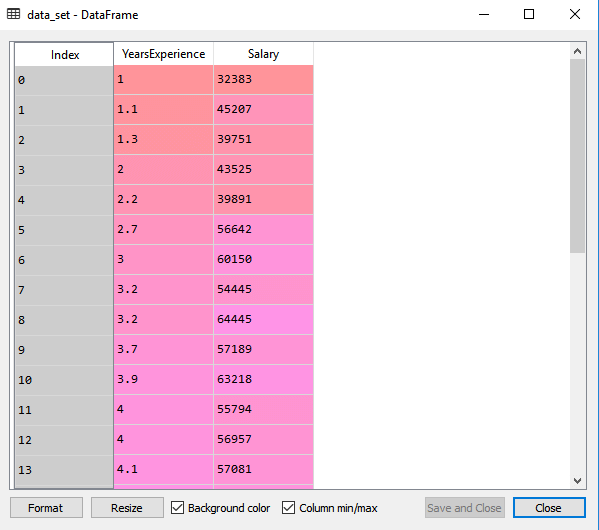 data_set - DataFrame
Index YearsExperience Salary
0 1 32383
1 1.1 45207
2 1.3 39751
3 2 43525
4 2.2 39891
5 2.7 56642
6 3 60150
7 3.2 54445
8 3.2 64445
9 3.7 57189
10 3.9 63218
11 4 55794
12 4 56957
13 4.1 57081
Format Resize Background color Column min/max Save and Close Close